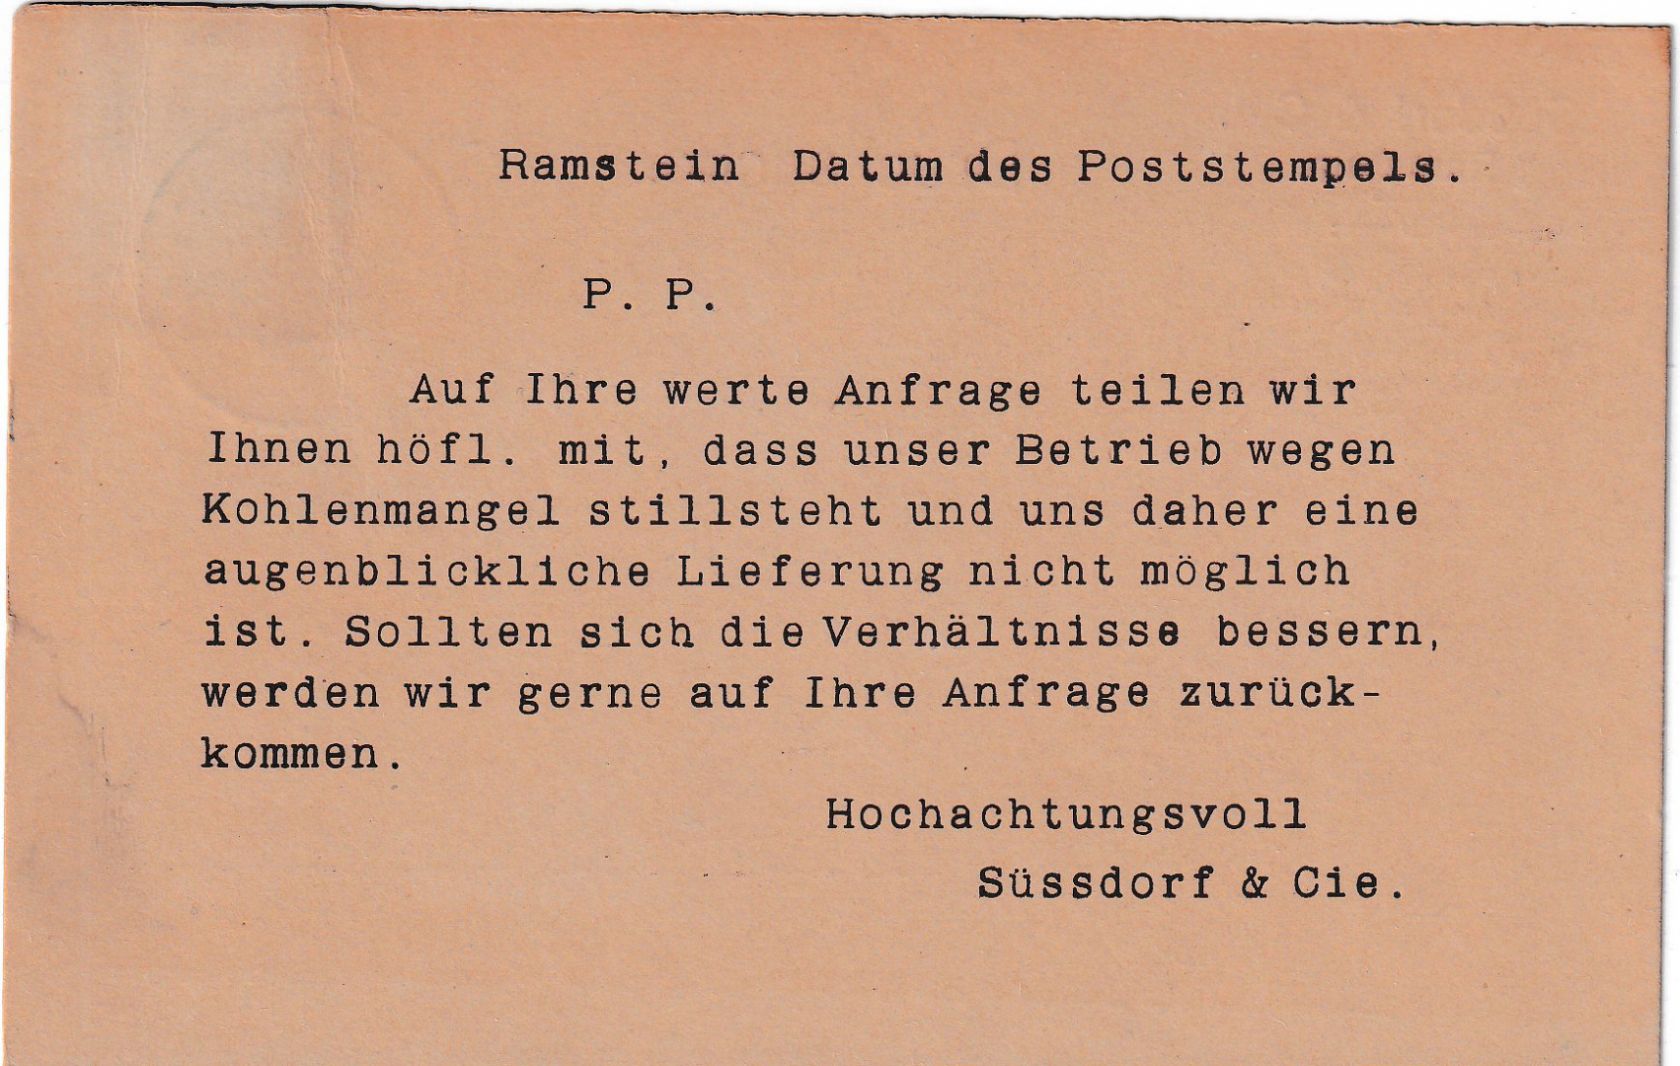 Ramstein Datum des Poststempels.
P. P.
Auf Ihre werte Anfrage teilen wir
Ihnen höfl. mit, dass unser Betrieb wegen
Kohlenmangel stillsteht und uns daher eine
augenblickliche Lieferung nicht möglich
ist. Sollten sich die Verhältnisse bessern,
werden wir gerne auf Ihre Anfrage zurück-
kommen.
Hochachtungsvoll
Süssdorf & Cie.